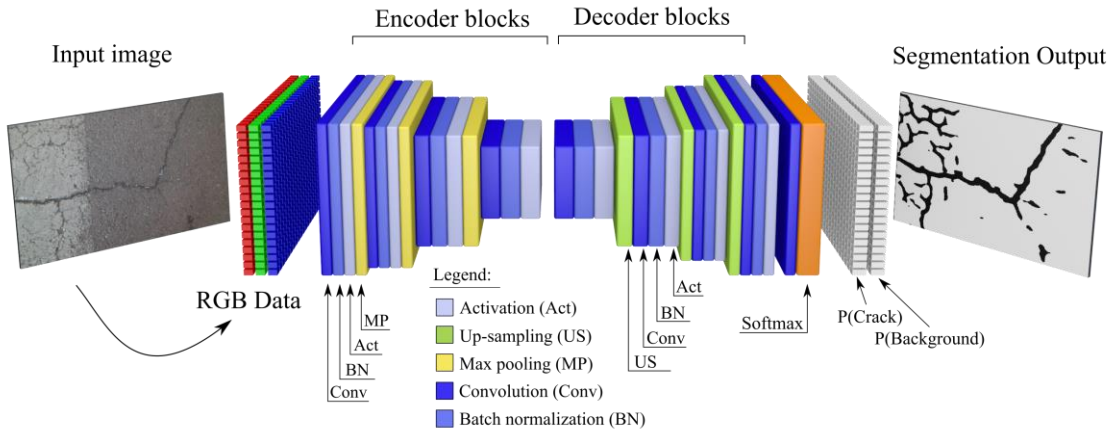 Encoder blocks
Decoder blocks
Input image
Segmentation Output
RGB Data
Conv
BN
Act
MP
Legend:
Activation (Act)
Up-sampling (US)
Max pooling (MP)
Convolution (Conv)
Batch normalization (BN)
US
Conv
BN
Act
Softmax
P(Crack)
P(Background)